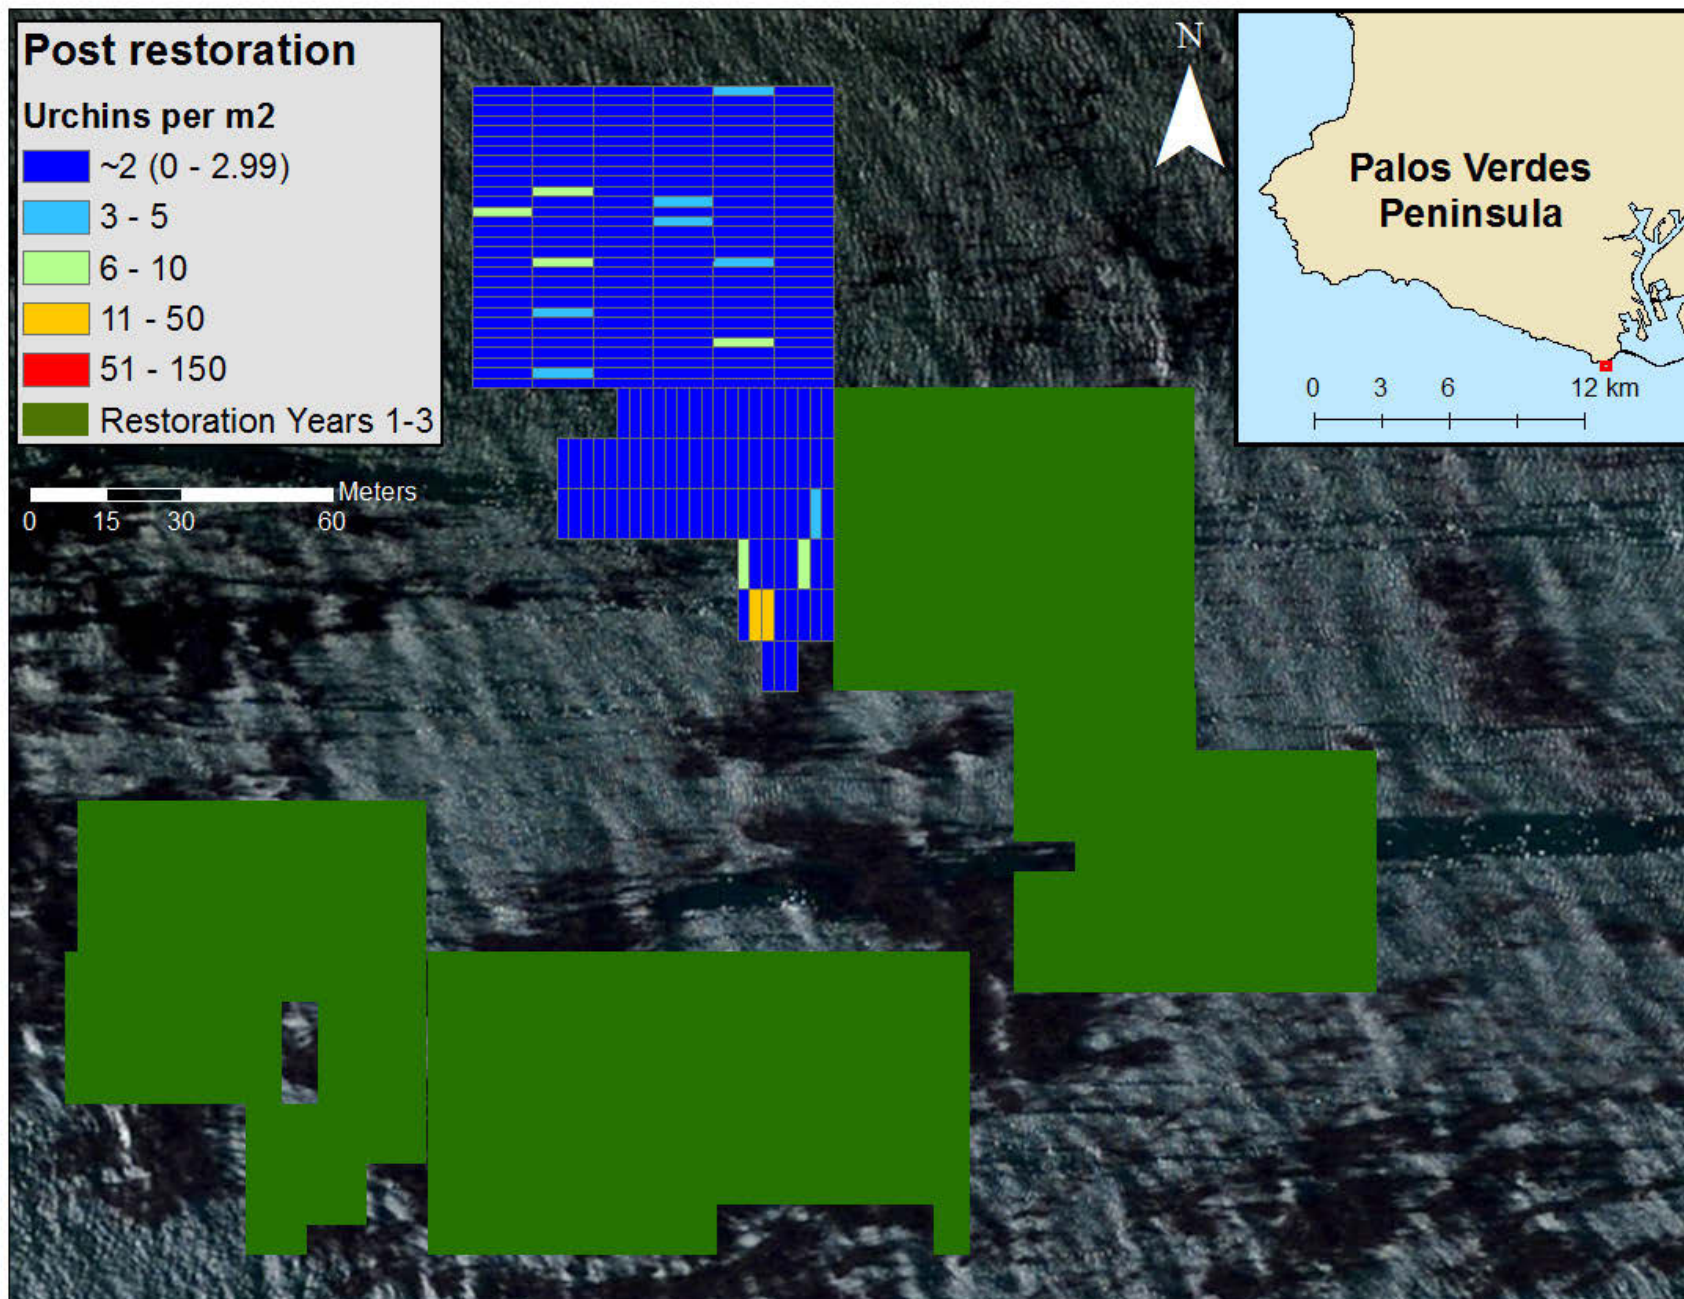 Post restoration
Urchins per m2
~2 (0 - 2.99)
3 - 5
6 - 10
11 - 50
51 - 150
Restoration Years 1-3
Meters
0 15 30 60
N
Palos Verdes
Peninsula
0 3 6 12 km